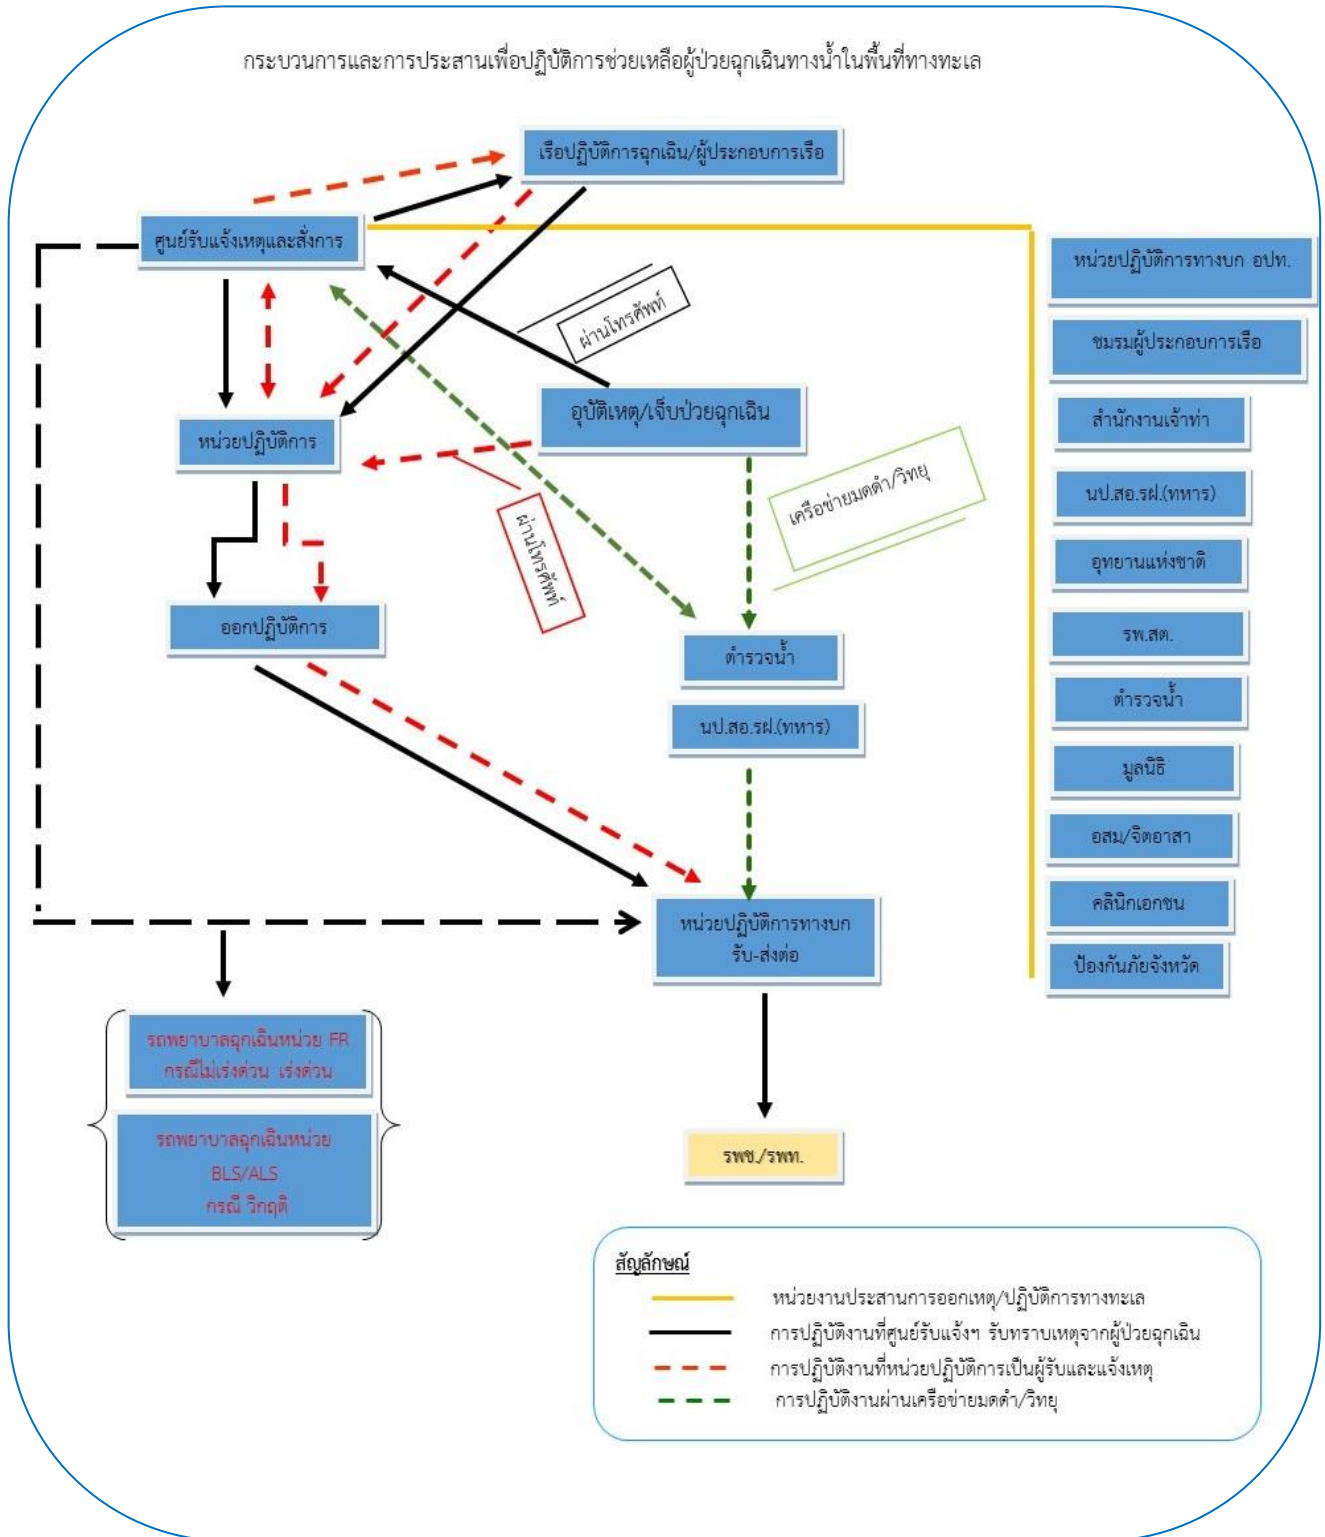 กระบวนการและการประสานเพื่อปฏิบัติการช่วยเหลือผู้ป่วยฉุกเฉินทางน้ำในพื้นที่ทางทะเล
เรือปฏิบัติการฉุกเฉิน/ผู้ประกอบการเรือ
ศูนย์รับแจ้งเหตุและสั่งการ
ผ่านโทรศัพท์
อุบัติเหตุ/เจ็บป่วยฉุกเฉิน
หน่วยปฏิบัติการ
เครือข่ายมดดำ/วิทยุ
ผ่านโทรศัพท์
ออกปฏิบัติการ
ตำรวจน้ำ
นป.สอ.รฝ.(ทหาร)
หน่วยปฏิบัติการทางบก
รับ-ส่งต่อ
รถพยาบาลฉุกเฉินหน่วย FR
กรณีไม่เร่งด่วน เร่งด่วน
รถพยาบาลฉุกเฉินหน่วย
BLS/ALS
กรณี วิกฤติ
รพช./รพท.
หน่วยปฏิบัติการทางบก อปท.
ชมรมผู้ประกอบการเรือ
สำนักงานเจ้าท่า
นป.สอ.รฝ.(ทหาร)
อุทยานแห่งชาติ
รพ.สต.
ตำรวจน้ำ
มูลนิธิ
อสม/จิตอาสา
คลินิกเอกชน
ป้องกันภัยจังหวัด
สัญลักษณ์
หน่วยงานประสานการออกเหตุ/ปฏิบัติการทางทะเล
การปฏิบัติงานที่ศูนย์รับแจ้งฯ รับทราบเหตุจากผู้ป่วยฉุกเฉิน
การปฏิบัติงานที่หน่วยปฏิบัติการเป็นผู้รับและแจ้งเหตุ
การปฏิบัติงานผ่านเครือข่ายมดดำ/วิทยุ